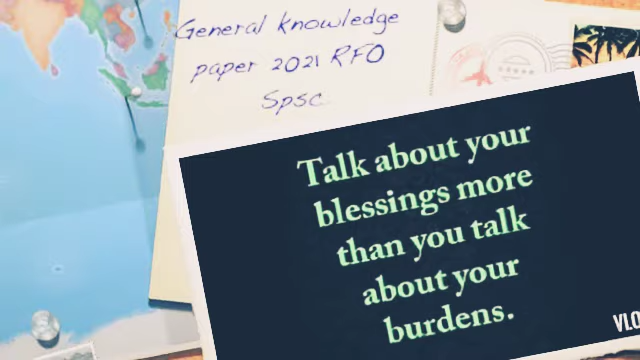 General knowledge
paper 2021 RFO
Spsc
Talk about your
blessings more
than you talk
about your
burdens.
VLO